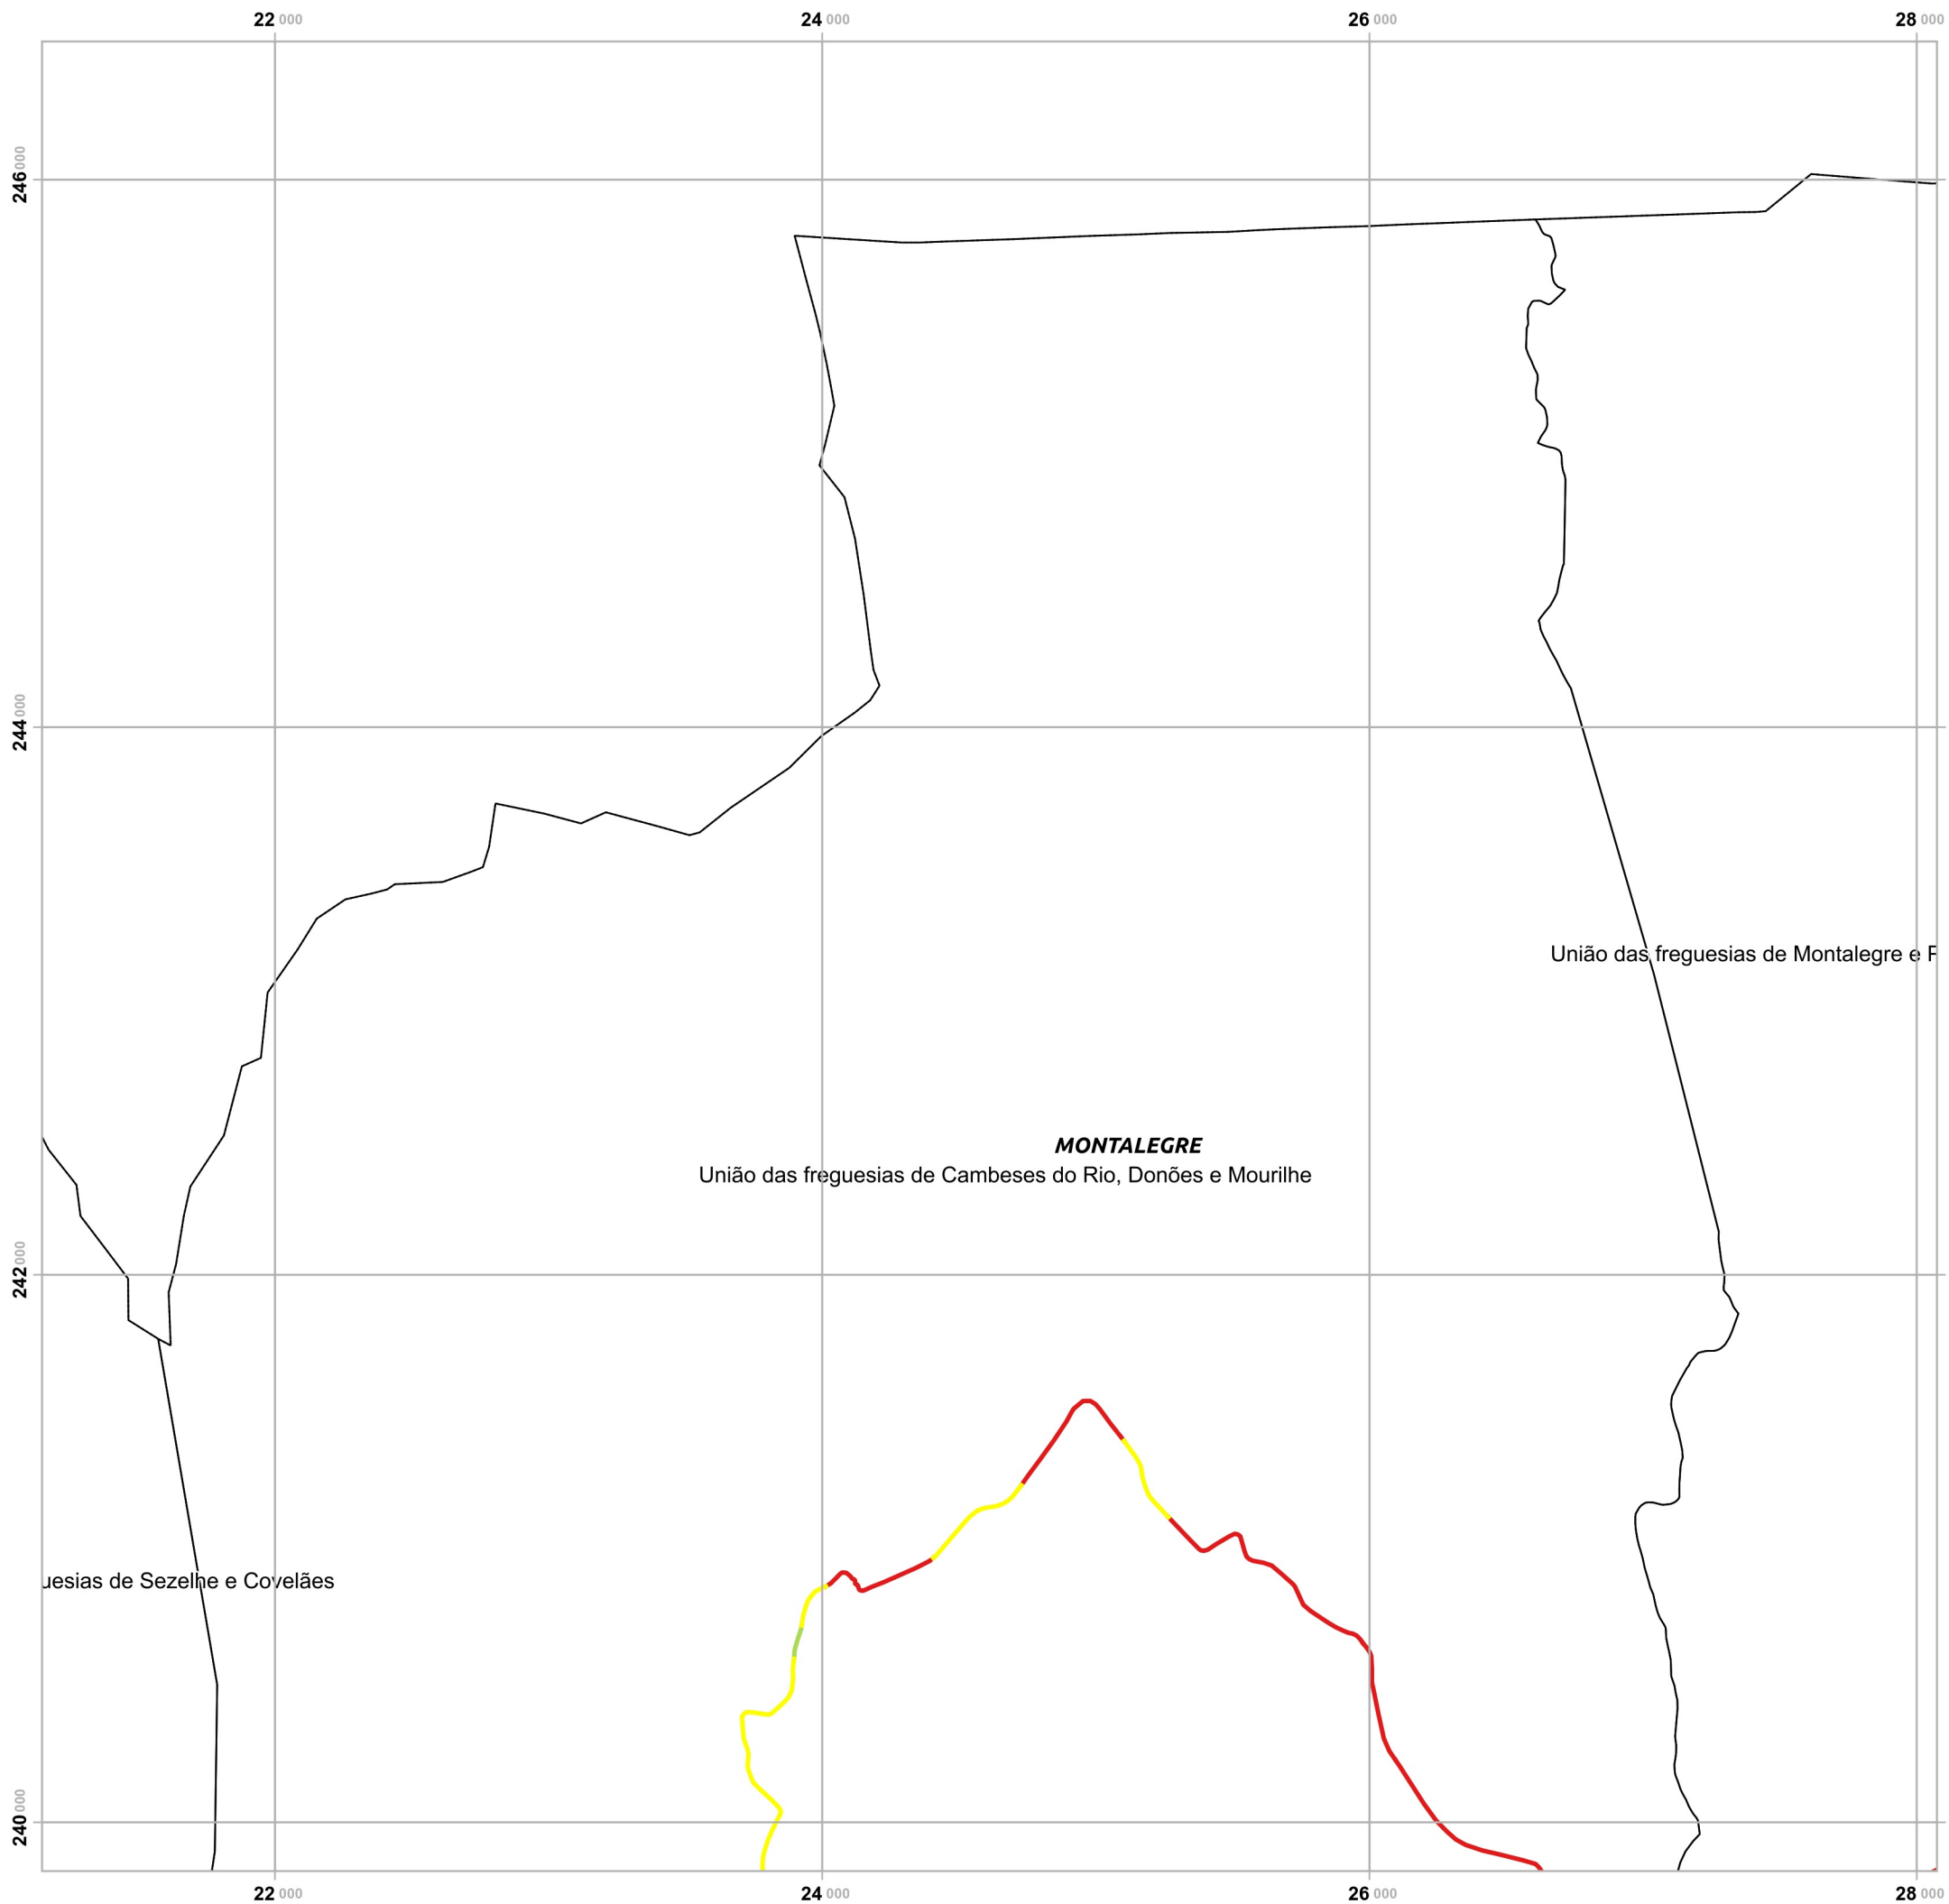 22 000 24 000 26 000 28 000
246 000
244 000
União das freguesias de Montalegre e
MONTALEGRE
União das freguesias de Cambeses do Rio, Donões e Mourilhe
242 000
uesias de Sezelhe e Covelães
240 000
22 000 24 000 26 000 28 000